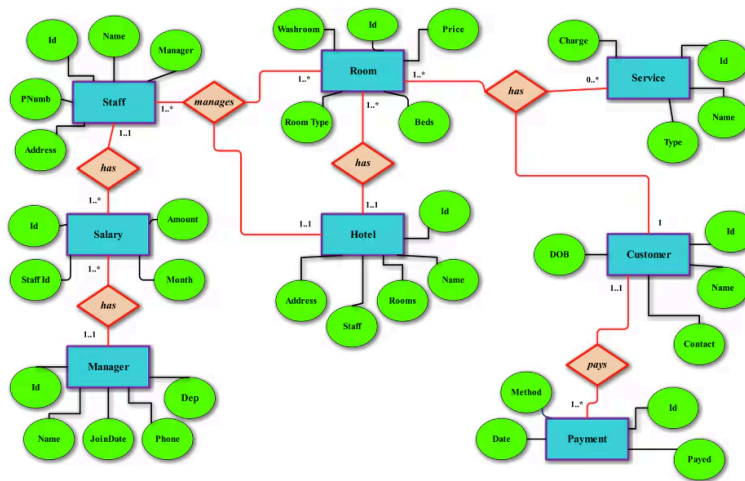 Name
Id
Manager
Washroom
Id
Price
Charge
Id
Staff
PNumb
Address
1..*
1..1
manages
Room
1..*
1..*
1..*
Room Type
Beds
has
0..*
Service
Type
Name
has
1..*
has
1..1
1..1
Id
Salary
Amount
Staff Id
Month
1..*
Hotel
Id
Address
Staff
Rooms
Name
1
DOB
Customer
Id
Name
Contact
1..1
has
1..1
Manager
Id
Name
JoinDate
Phone
Dep
pays
1..*
Method
Date
Payment
Id
Payed